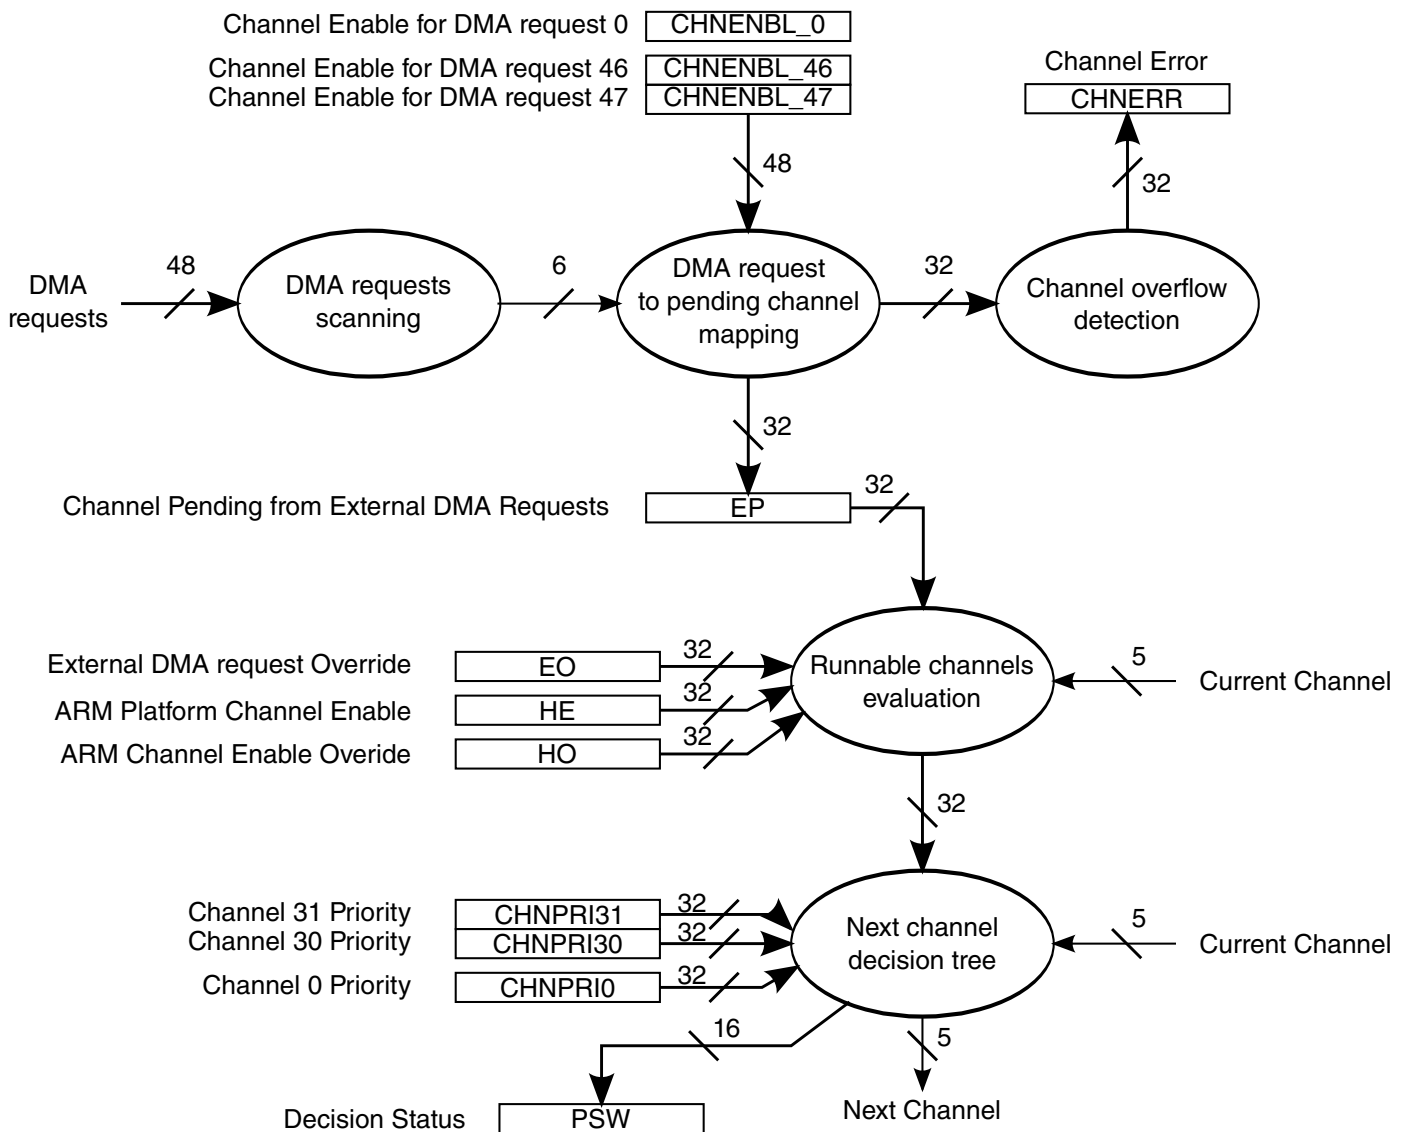 Channel Enable for DMA request 0 CHNENBL_0
Channel Enable for DMA request 46 CHNENBL_46
Channel Enable for DMA request 47 CHNENBL_47
Channel Error
CHNERR
48
32
DMA
requests
48
DMA requests
scanning
6
DMA request
to pending channel
mapping
32
Channel overflow
detection
32
Channel Pending from External DMA Requests EP 32
External DMA request Override EO 32
ARM Platform Channel Enable HE 32
ARM Channel Enable Overide HO 32
Runnable channels
evaluation
5
Current Channel
32
Channel 31 Priority CHNPRI31 32
Channel 30 Priority CHNPRI30 32
Channel 0 Priority CHNPRI0 32
Next channel
decision tree
5
Current Channel
16
5
Decision Status PSW
Next Channel